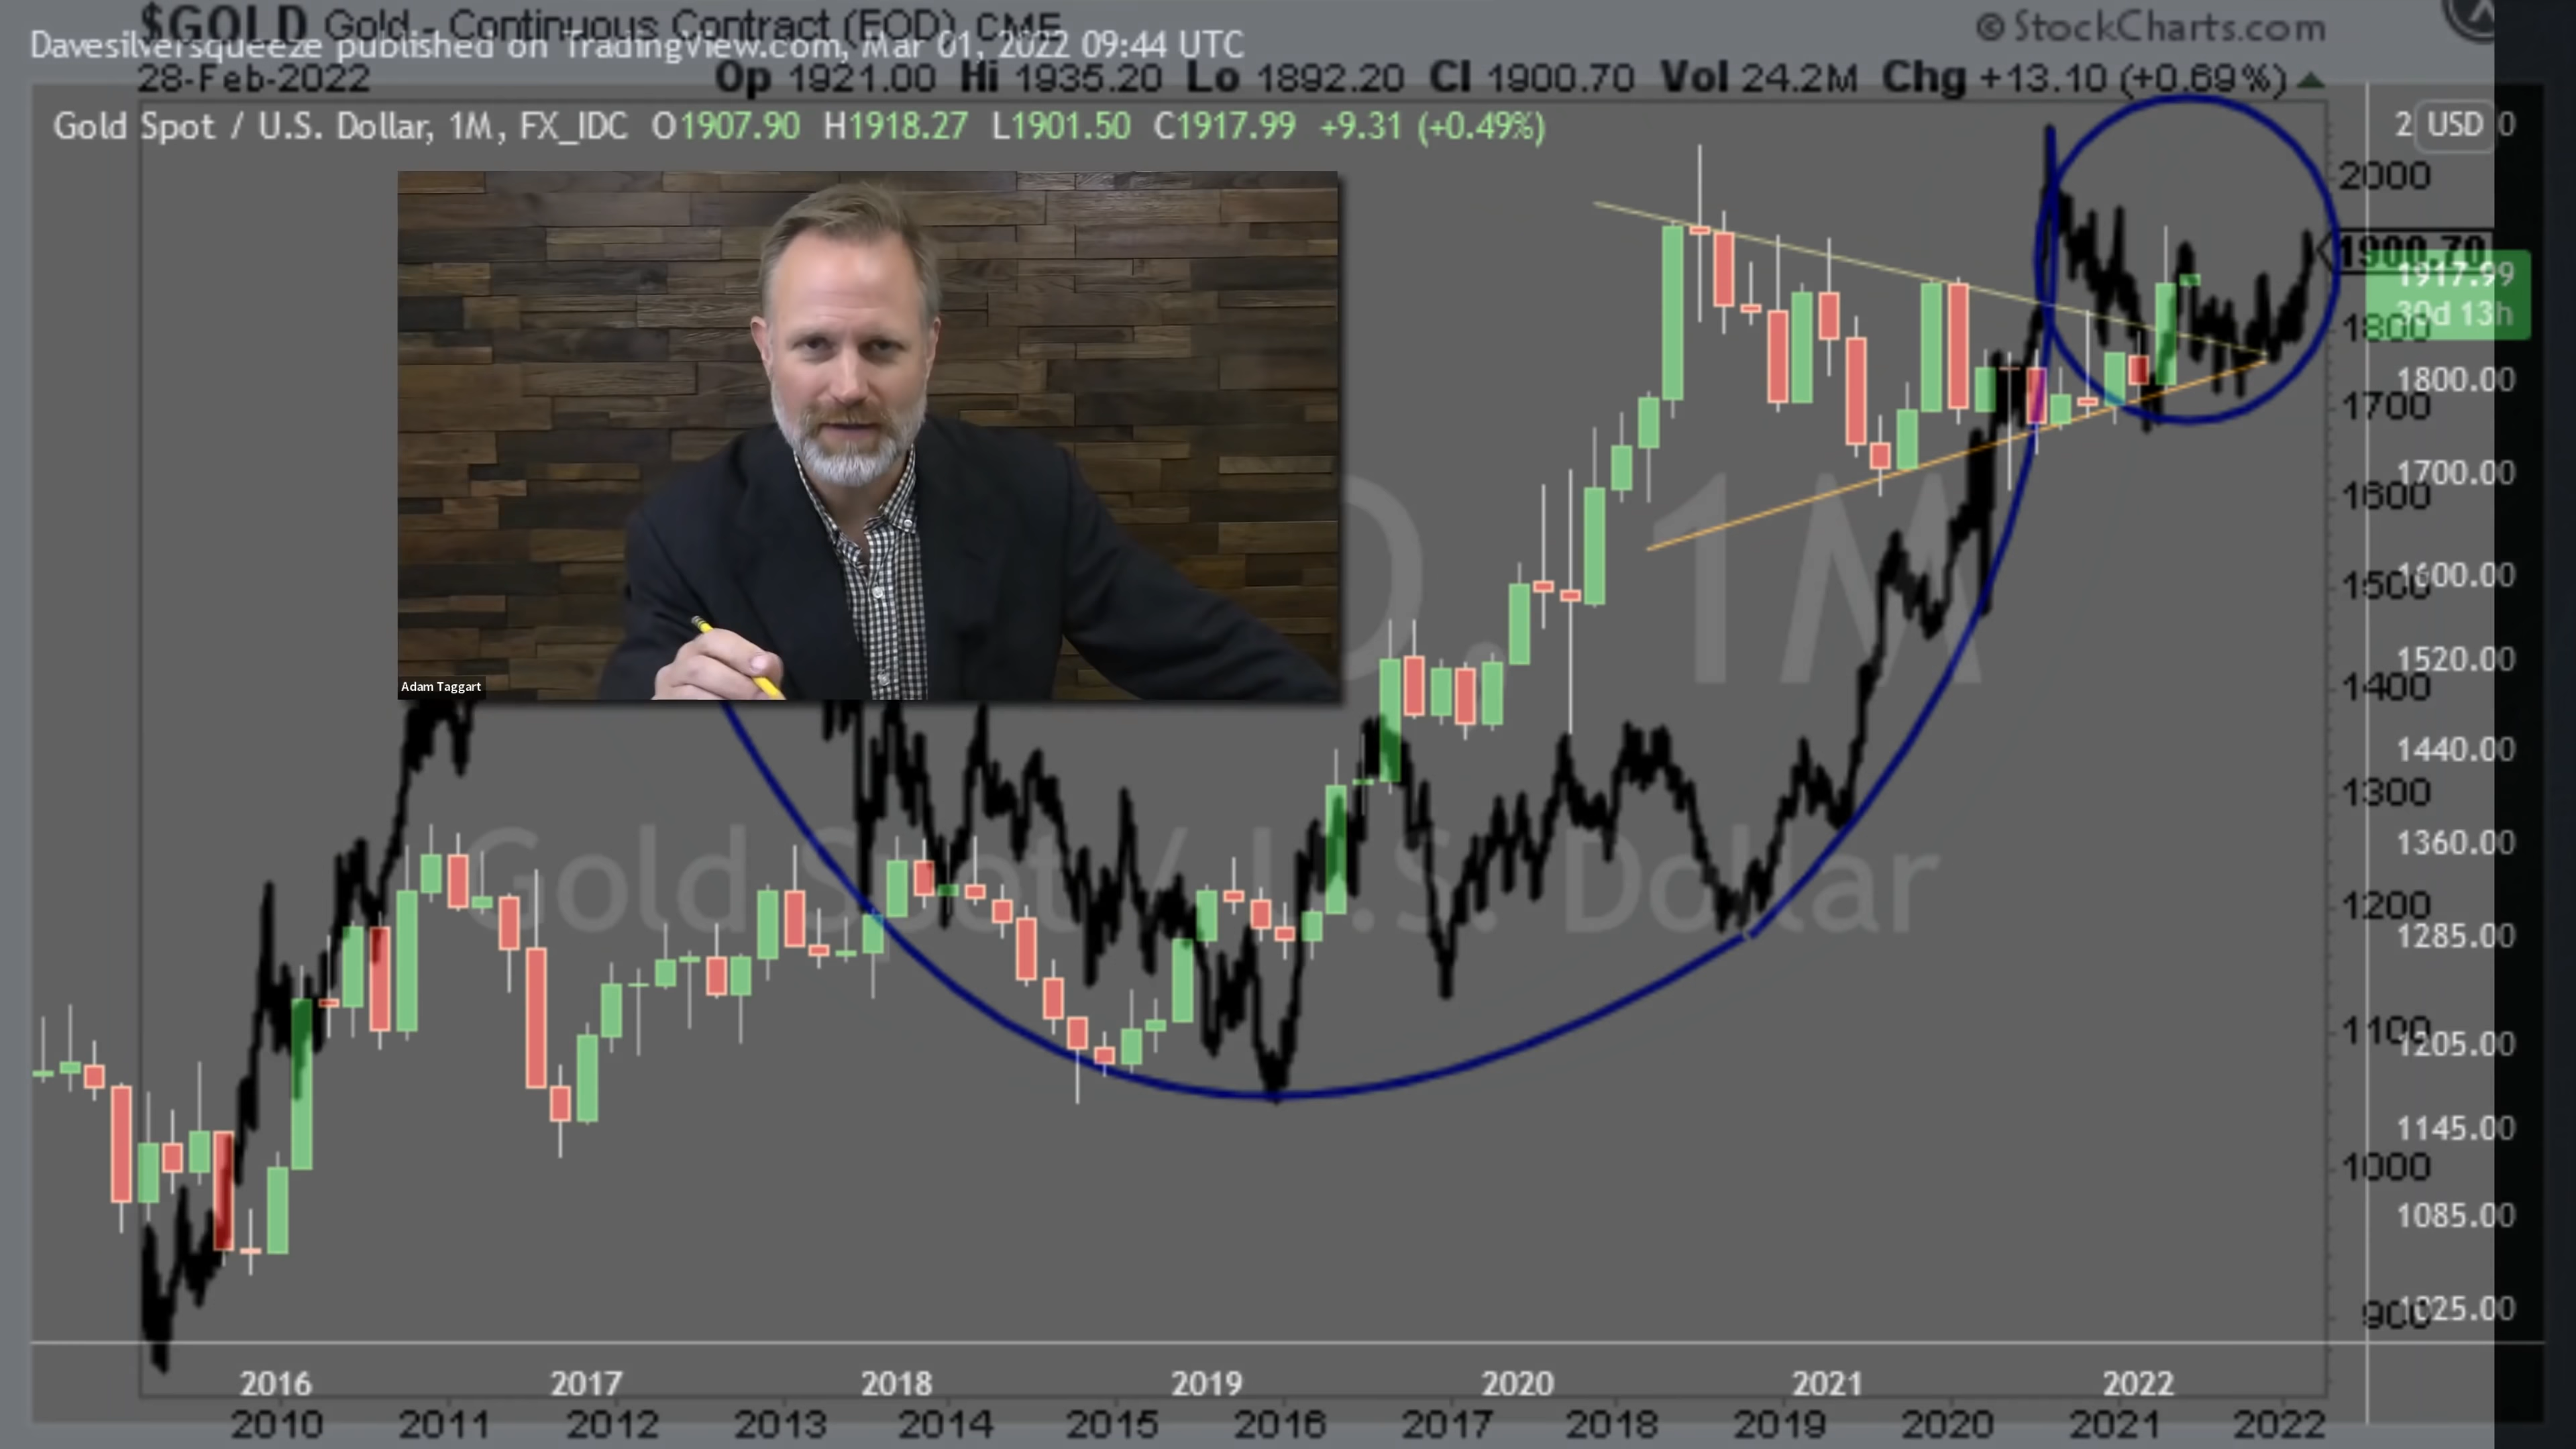 $GOLD Gold - Continuous Contract (EOD) CME
© StockCharts.com
Davesilversqueeze published on TradingView.com, Mar 01, 2022 09:44 UTC
28-Feb-2022 Op 1921.00 Hi 1935.20 Lo 1892.20 Cl 1900.70 Vol 24.2M Chg +13.10 (+0.69%)
Gold Spot / U.S. Dollar, 1M, FX_IDC O1907.90 H1918.27 L1901.50 C1917.99 +9.31 (+0.49%)
USD
2000
1900.70
1917.99
30d 13h
1800
1800.00
1700
1700.00
1600
1600.00
1500
1520.00
1400
1440.00
1300
1360.00
1200
1285.00
1100
1205.00
1145.00
1000
1085.00
900
1025.00
1M
Gold Spot / U.S. Dollar
Adam Taggart
2016 2017 2018 2019 2020 2021 2022
2010 2011 2012 2013 2014 2015 2016 2017 2018 2019 2020 2021 2022